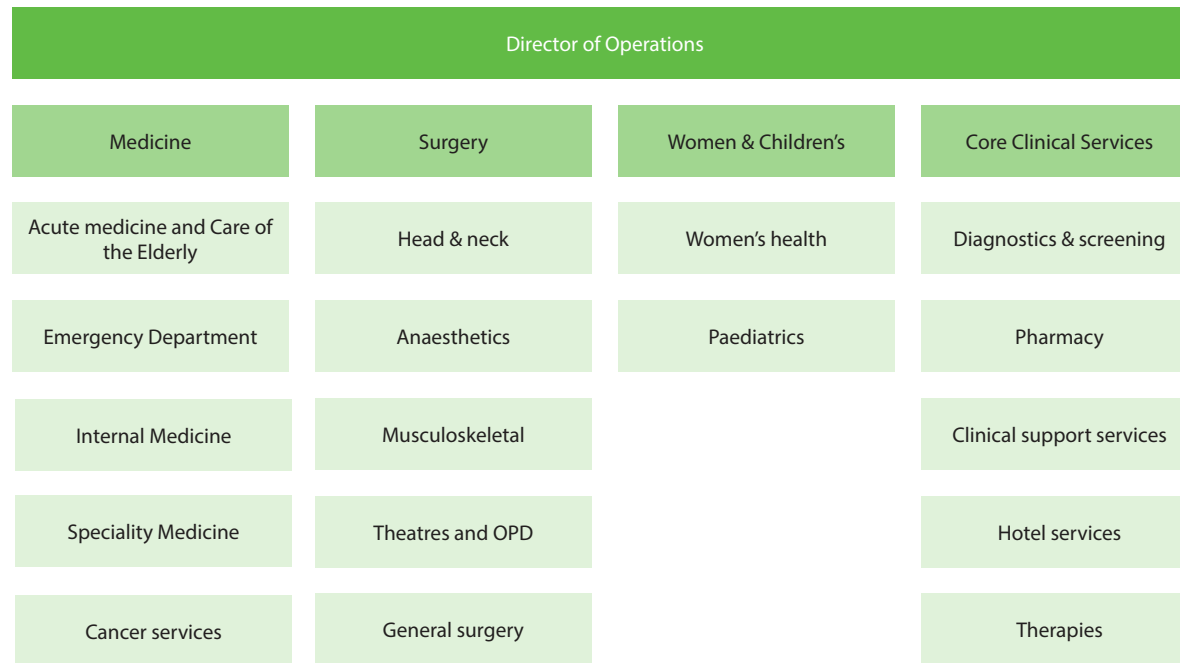 Director of Operations
Medicine
Surgery
Women & Children’s
Core Clinical Services
Acute medicine and Care of
the Elderly
Head & neck
Women’s health
Diagnostics & screening
Emergency Department
Anaesthetics
Paediatrics
Pharmacy
Internal Medicine
Musculoskeletal
Clinical support services
Speciality Medicine
Theatres and OPD
Hotel services
Cancer services
General surgery
Therapies